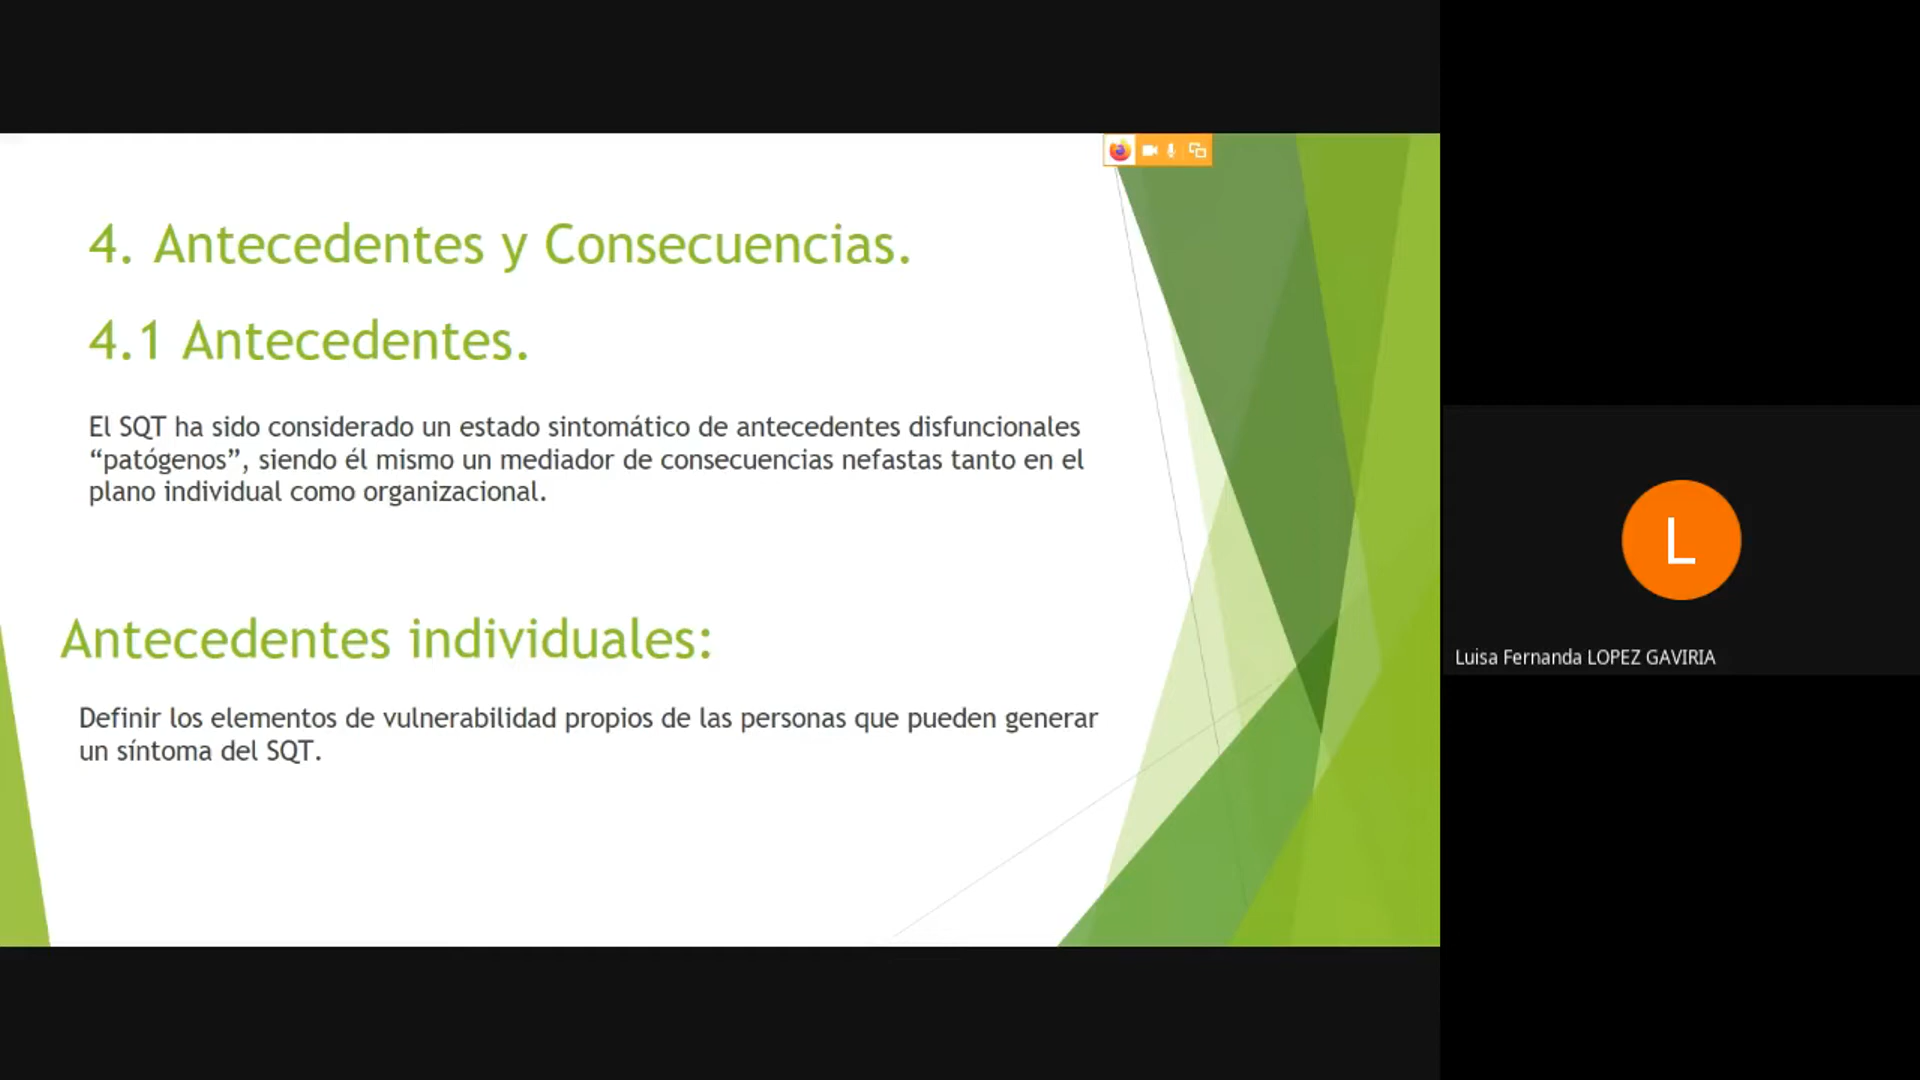 4. Antecedentes y Consecuencias.
4.1 Antecedentes.
El SQT ha sido considerado un estado sintomático de antecedentes disfuncionales
“patógenos”, siendo él mismo un mediador de consecuencias nefastas tanto en el
plano individual como organizacional.
Antecedentes individuales:
Definir los elementos de vulnerabilidad propios de las personas que pueden generar
un síntoma del SQT.
L
Luisa Fernanda LOPEZ GAVIRIA